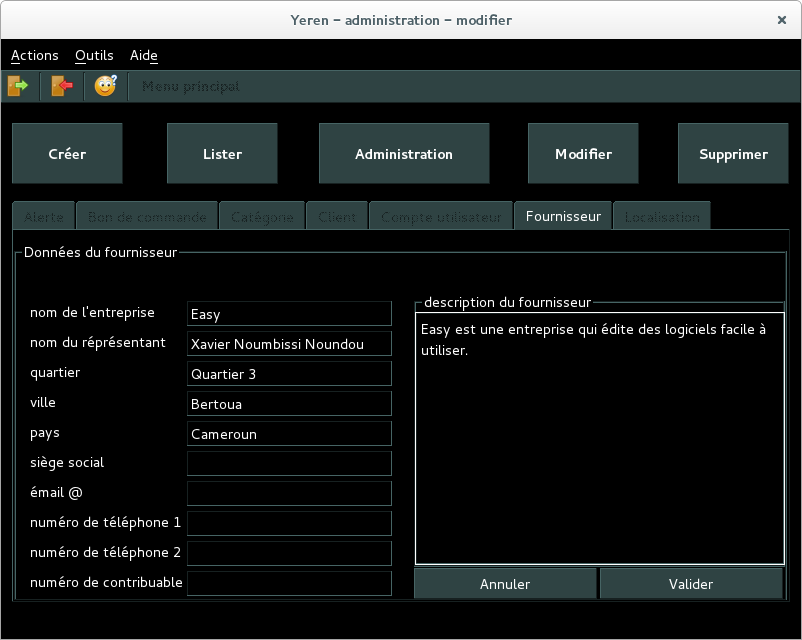 Yeren – administration – modifier
Actions Outils Aide
Menu principal
Créer Lister Administration Modifier Supprimer
Alerte Bon de commande Catégorie Client Compte utilisateur Fournisseur Localisation
Données du fournisseur
nom de l'entreprise Easy
nom du répresentant Xavier Noumbissi Noundou
quartier Quartier 3
ville Bertoua
pays Cameroun
siège social
émail @
numéro de téléphone 1
numéro de téléphone 2
numéro de contribuable
description du fournisseur
Easy est une entreprise qui édite des logiciels facile à
utiliser.
Annuler Valider